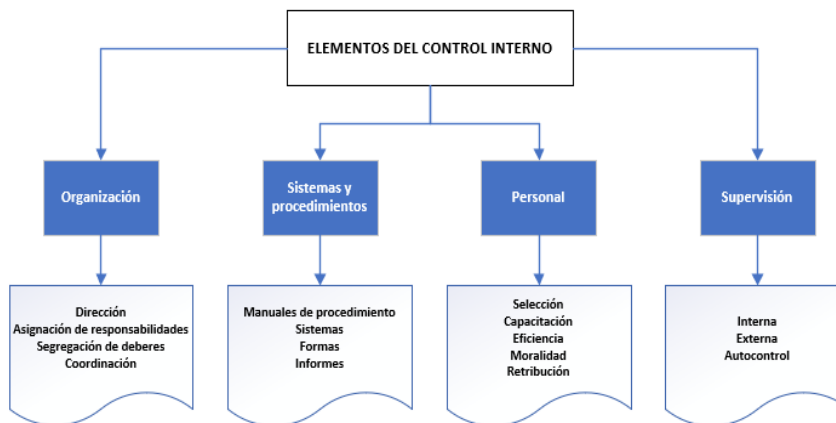 ELEMENTOS DEL CONTROL INTERNO
Organización
Sistemas y
procedimientos
Personal
Supervisión
Dirección
Asignación de responsabilidades
Segregación de deberes
Coordinación
Manuales de procedimiento
Sistemas
Formas
Informes
Selección
Capacitación
Eficiencia
Moralidad
Retribución
Interna
Externa
Autocontrol